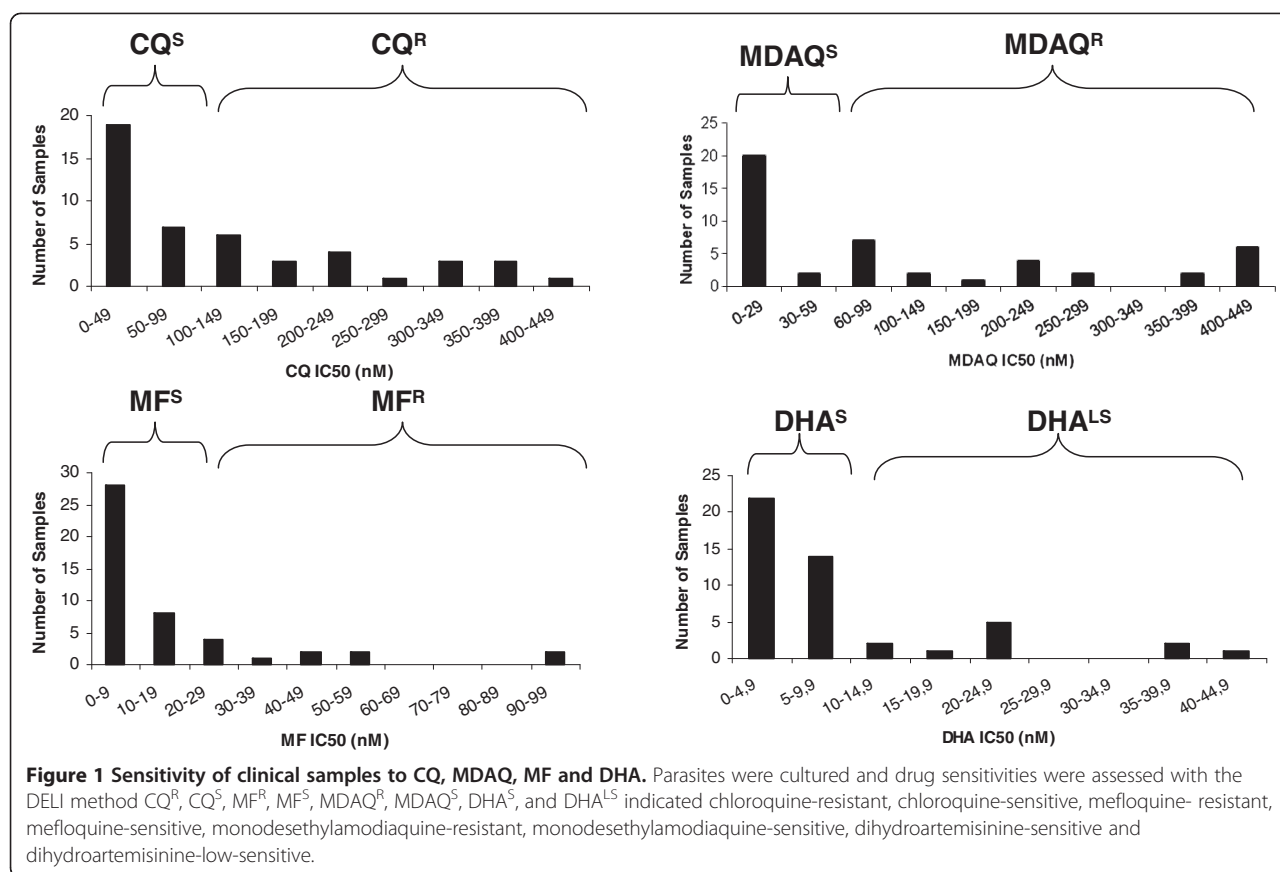 CQ^S CQ^R
Number of Samples
20
15
10
5
0
0-49 50-99 100-149 150-199 200-249 250-299 300-349 350-399 400-449
CQ IC50 (nM)
MDAQ^S MDAQ^R
Number of Samples
25
20
15
10
5
0
0-29 30-59 60-99 100-149 150-199 200-249 250-299 300-349 350-399 400-449
MDAQ IC50 (nM)
MF^S MF^R
Number of Samples
30
25
20
15
10
5
0
0-9 10-19 20-29 30-39 40-49 50-59 60-69 70-79 80-89 90-99
MF IC50 (nM)
DHA^S DHA^LS
Number of Samples
25
20
15
10
5
0
0-4,9 5-9,9 10-14,9 15-19,9 20-24,9 25-29,9 30-34,9 35-39,9 40-44,9
DHA IC50 (nM)
Figure 1 Sensitivity of clinical samples to CQ, MDAQ, MF and DHA. Parasites were cultured and drug sensitivities were assessed with the
DELI method CQ^R, CQ^S, MF^R, MF^S, MDAQ^R, MDAQ^S, DHA^S, and DHA^LS indicated chloroquine-resistant, chloroquine-sensitive, mefloquine- resistant,
mefloquine-sensitive, monodesethylamodiaquine-resistant, monodesethylamodiaquine-sensitive, dihydroartemisinine-sensitive and
dihydroartemisinine-low-sensitive.